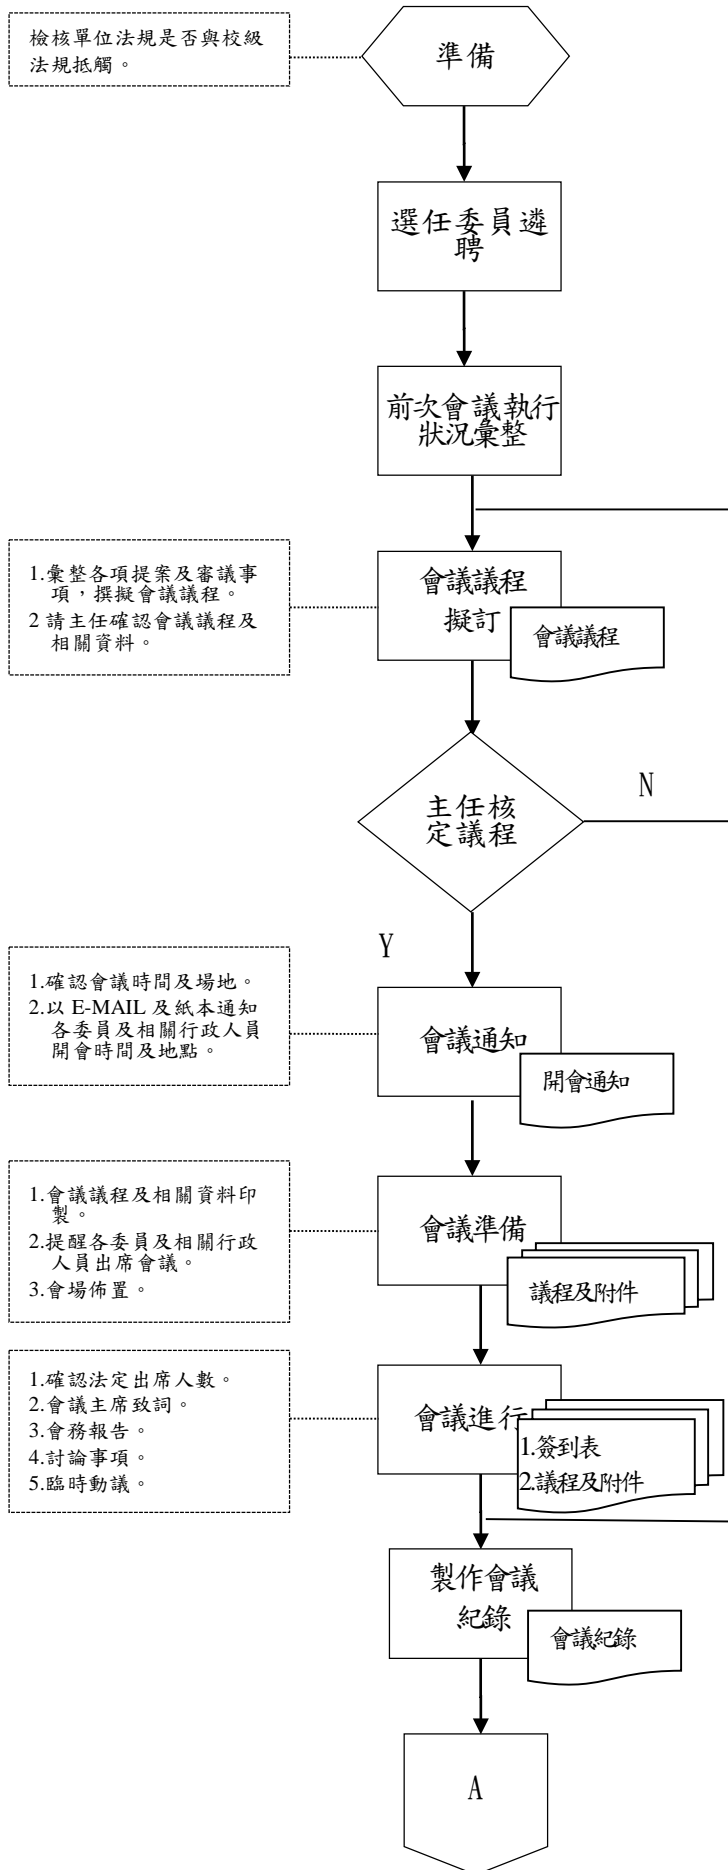 檢核單位法規是否與校級
法規抵觸。
準備
選任委員遴
聘
前次會議執行
狀況彙整
1.彙整各項提案及審議事
項，撰擬會議議程。
2 請主任確認會議議程及
相關資料。
會議議程
擬訂
會議議程
主任核
定議程
N
Y
1.確認會議時間及場地。
2.以 E-MAIL 及紙本通知
各委員及相關行政人員
開會時間及地點。
會議通知
開會通知
1.會議議程及相關資料印
製。
2.提醒各委員及相關行政
人員出席會議。
3.會場佈置。
會議準備
議程及附件
1.確認法定出席人數。
2.會議主席致詞。
3.會務報告。
4.討論事項。
5.臨時動議。
會議進行
1.簽到表
2.議程及附件
製作會議
紀錄
會議紀錄
A